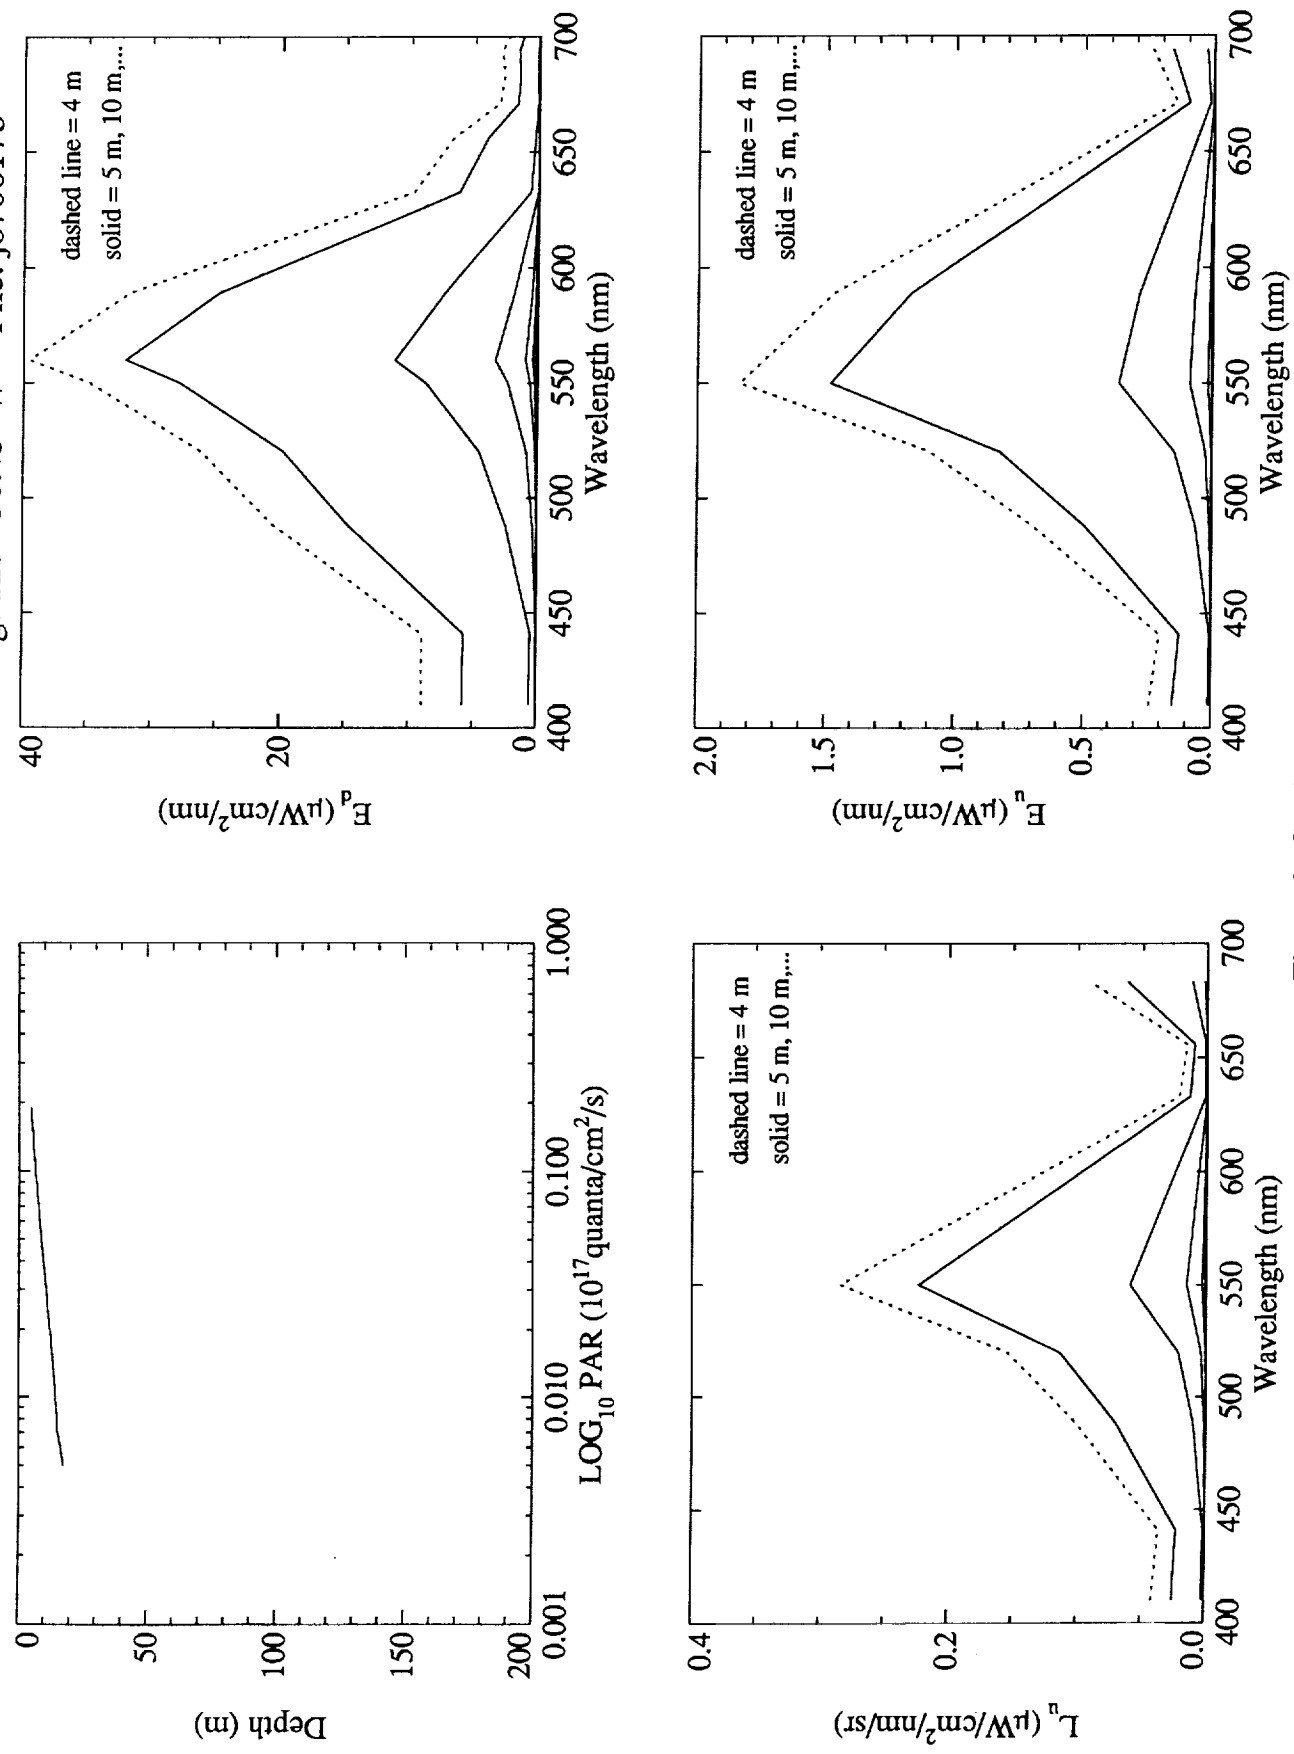 0
50
100
150
200
Depth (m)
0.001
0.010
0.100
1.000
LOG10 PAR (10^17quanta/cm^2/s)
40
20
0
E_d (μW/cm^2/nm)
dashed line = 4 m
solid = 5 m, 10 m,...
400
450
500
550
600
650
700
Wavelength (nm)
0.4
0.2
0.0
L_u (μW/cm^2/nm/sr)
dashed line = 4 m
solid = 5 m, 10 m,...
400
450
500
550
600
650
700
Wavelength (nm)
2.0
1.5
1.0
0.5
0.0
E_u (μW/cm^2/nm)
dashed line = 4 m
solid = 5 m, 10 m,...
400
450
500
550
600
650
700
Wavelength (nm)